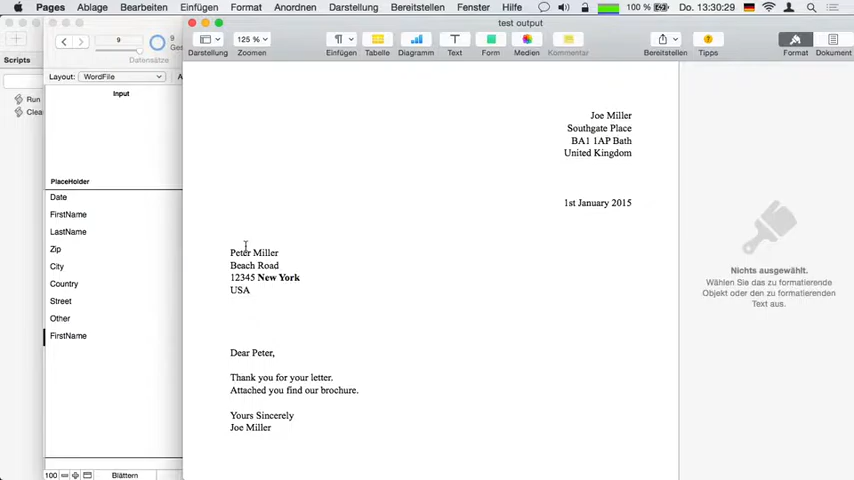 Pages Ablage Bearbeiten Einfügen Format Anordnen Darstellung Bereitstellen Fenster Hilfe 100 % Do. 13:30:29
test output
9 9
125 %
Ges
Datensätze
Scripts
Darstellung Zoomen Einfügen Tabelle Diagramm Text Form Medien Kommentar Bereitstellen Tipps Format Dokument
Layout: WordFile A
Run
Clea
Input
PlaceHolder
Date
FirstName
LastName
Zip
City
Country
Street
Other
FirstName
100 Blättern
Joe Miller
Southgate Place
BA1 1AP Bath
United Kingdom
1st January 2015
Peter Miller
Beach Road
12345 New York
USA
Dear Peter,
Thank you for your letter.
Attached you find our brochure.
Yours Sincerely
Joe Miller
Nichts ausgewählt.
Wählen Sie das zu formatierende
Objekt oder den zu formatierenden
Text aus.